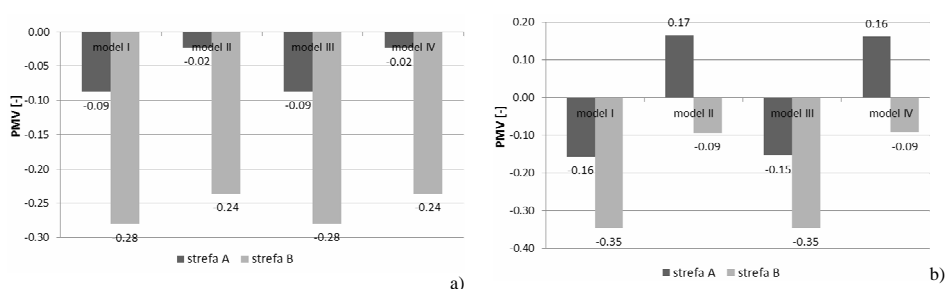 0.00
-0.05
-0.10
-0.15
-0.20
-0.25
-0.30
PMV [-]
model I
model II
model III
model IV
-0.09
-0.28
-0.02
-0.24
-0.09
-0.28
-0.02
-0.24
strefa A
strefa B
a)
0.20
0.10
0.00
-0.10
-0.20
-0.30
-0.40
PMV [-]
model I
model II
model III
model IV
-0.16
-0.35
0.17
-0.09
-0.15
-0.35
0.16
-0.09
strefa A
strefa B
b)